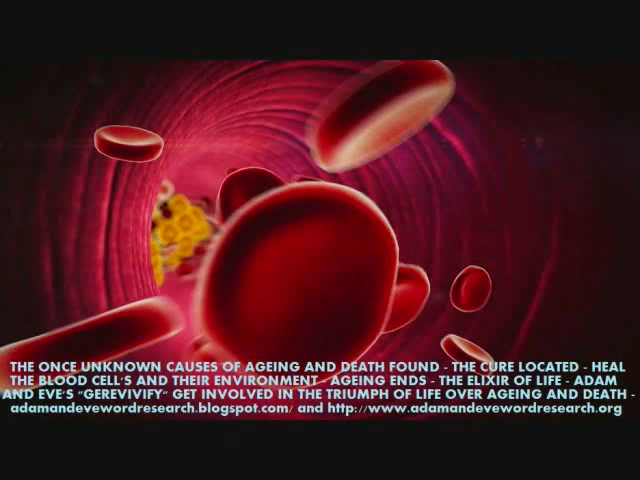 THE ONCE UNKNOWN CAUSES OF AGEING AND DEATH FOUND - THE CURE LOCATED - HEAL
THE BLOOD CELL'S AND THEIR ENVIRONMENT - AGEING ENDS - THE ELIXIR OF LIFE - ADAM
AND EVE'S "GEREVIVIFY" GET INVOLVED IN THE TRIUMPH OF LIFE OVER AGEING AND DEATH -
adamandevewordresearch.blogspot.com/ and http://www.adamandevewordresearch.org